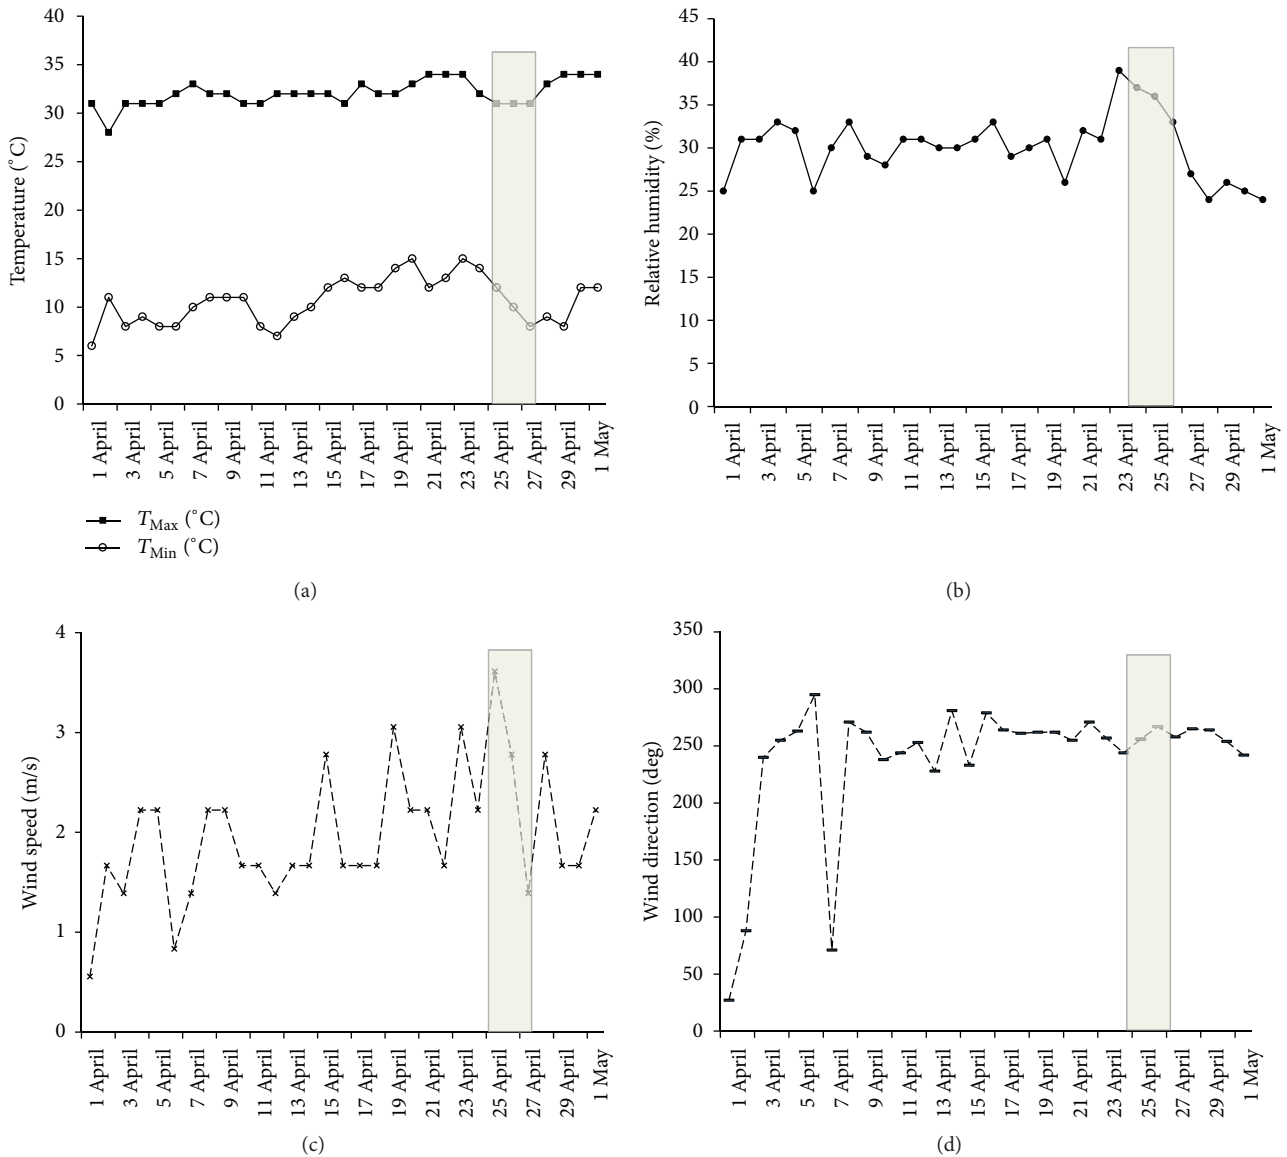 40
35
30
25
20
15
10
5
0
Temperature (°C)
1 April
3 April
5 April
7 April
9 April
11 April
13 April
15 April
17 April
19 April
21 April
23 April
25 April
27 April
29 April
1 May
T_Max (°C)
T_Min (°C)
(a)
45
40
35
30
25
20
15
10
5
0
Relative humidity (%)
1 April
3 April
5 April
7 April
9 April
11 April
13 April
15 April
17 April
19 April
21 April
23 April
25 April
27 April
29 April
1 May
(b)
4
3
2
1
0
Wind speed (m/s)
1 April
3 April
5 April
7 April
9 April
11 April
13 April
15 April
17 April
19 April
21 April
23 April
25 April
27 April
29 April
1 May
(c)
350
300
250
200
150
100
50
0
Wind direction (deg)
1 April
3 April
5 April
7 April
9 April
11 April
13 April
15 April
17 April
19 April
21 April
23 April
25 April
27 April
29 April
1 May
(d)